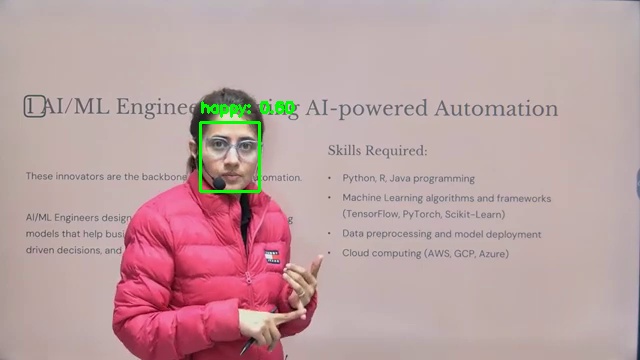 1 AI/ML Engine ing AI-powered Automation
happy: 0.80
Skills Required:
These innovators are the backbone tomation.
• Python, R, Java programming
• Machine Learning algorithms and frameworks
(TensorFlow, PyTorch, Scikit-Learn)
AI/ML Engineers design
models that help busi
driven decisions, and
• Data preprocessing and model deployment
• Cloud computing (AWS, GCP, Azure)